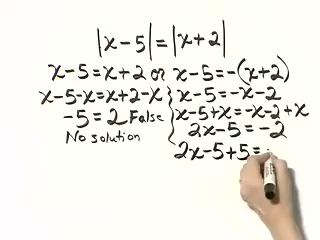 |x-5|=|x+2|
x-5=x+2 or x-5=-(x+2)
x-5-x=x+2-x } x-5=-x-2
-5=2 False } x-5+x=-x-2+x
No solution } 2x-5=-2
2x-5+5=-